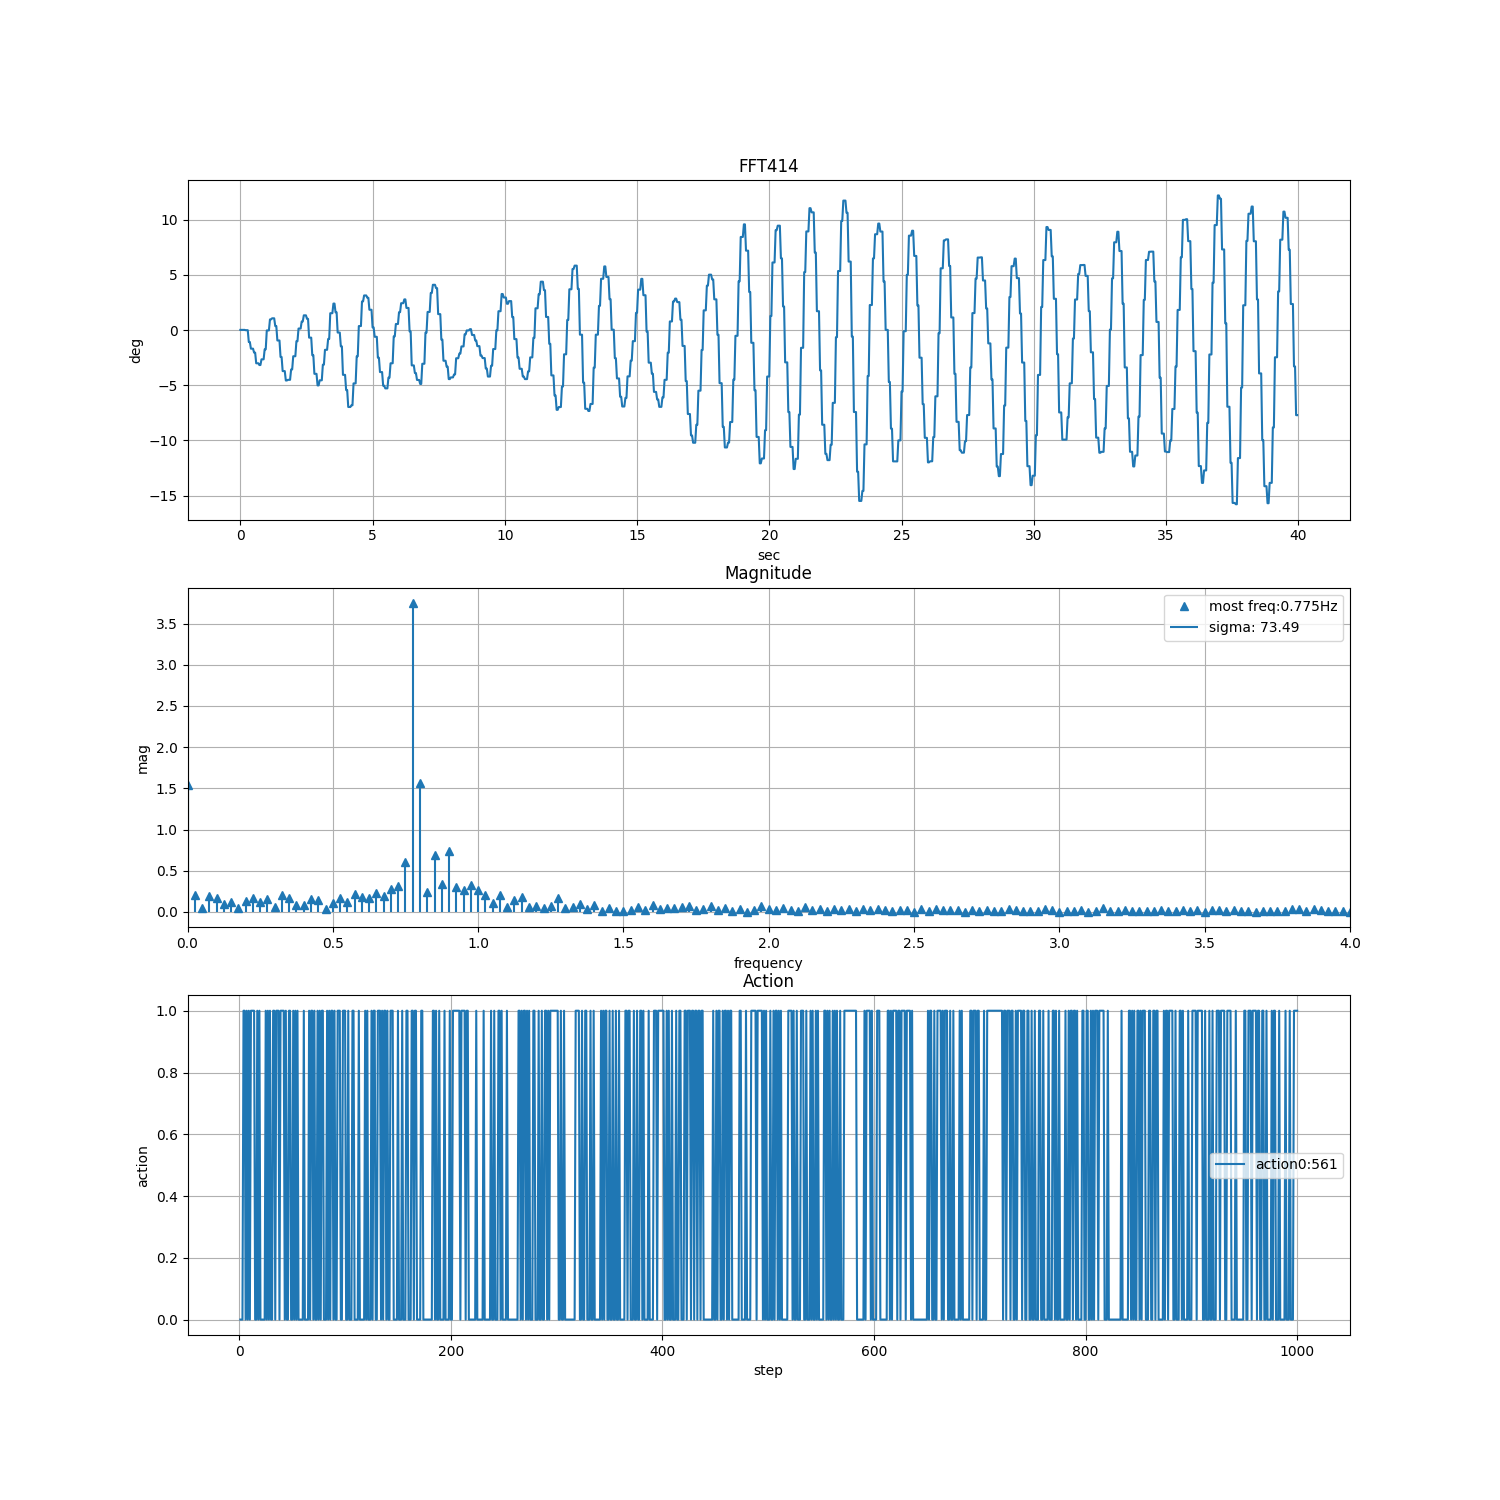 FFT414
10
5
0
−5
−10
−15
deg
0 5 10 15 20 25 30 35 40
sec
Magnitude
most freq:0.775Hz
sigma: 73.49
3.5
3.0
2.5
2.0
1.5
1.0
0.5
0.0
mag
0.0 0.5 1.0 1.5 2.0 2.5 3.0 3.5 4.0
frequency
Action
1.0
0.8
0.6
0.4
0.2
0.0
action
action0:561
0 200 400 600 800 1000
step